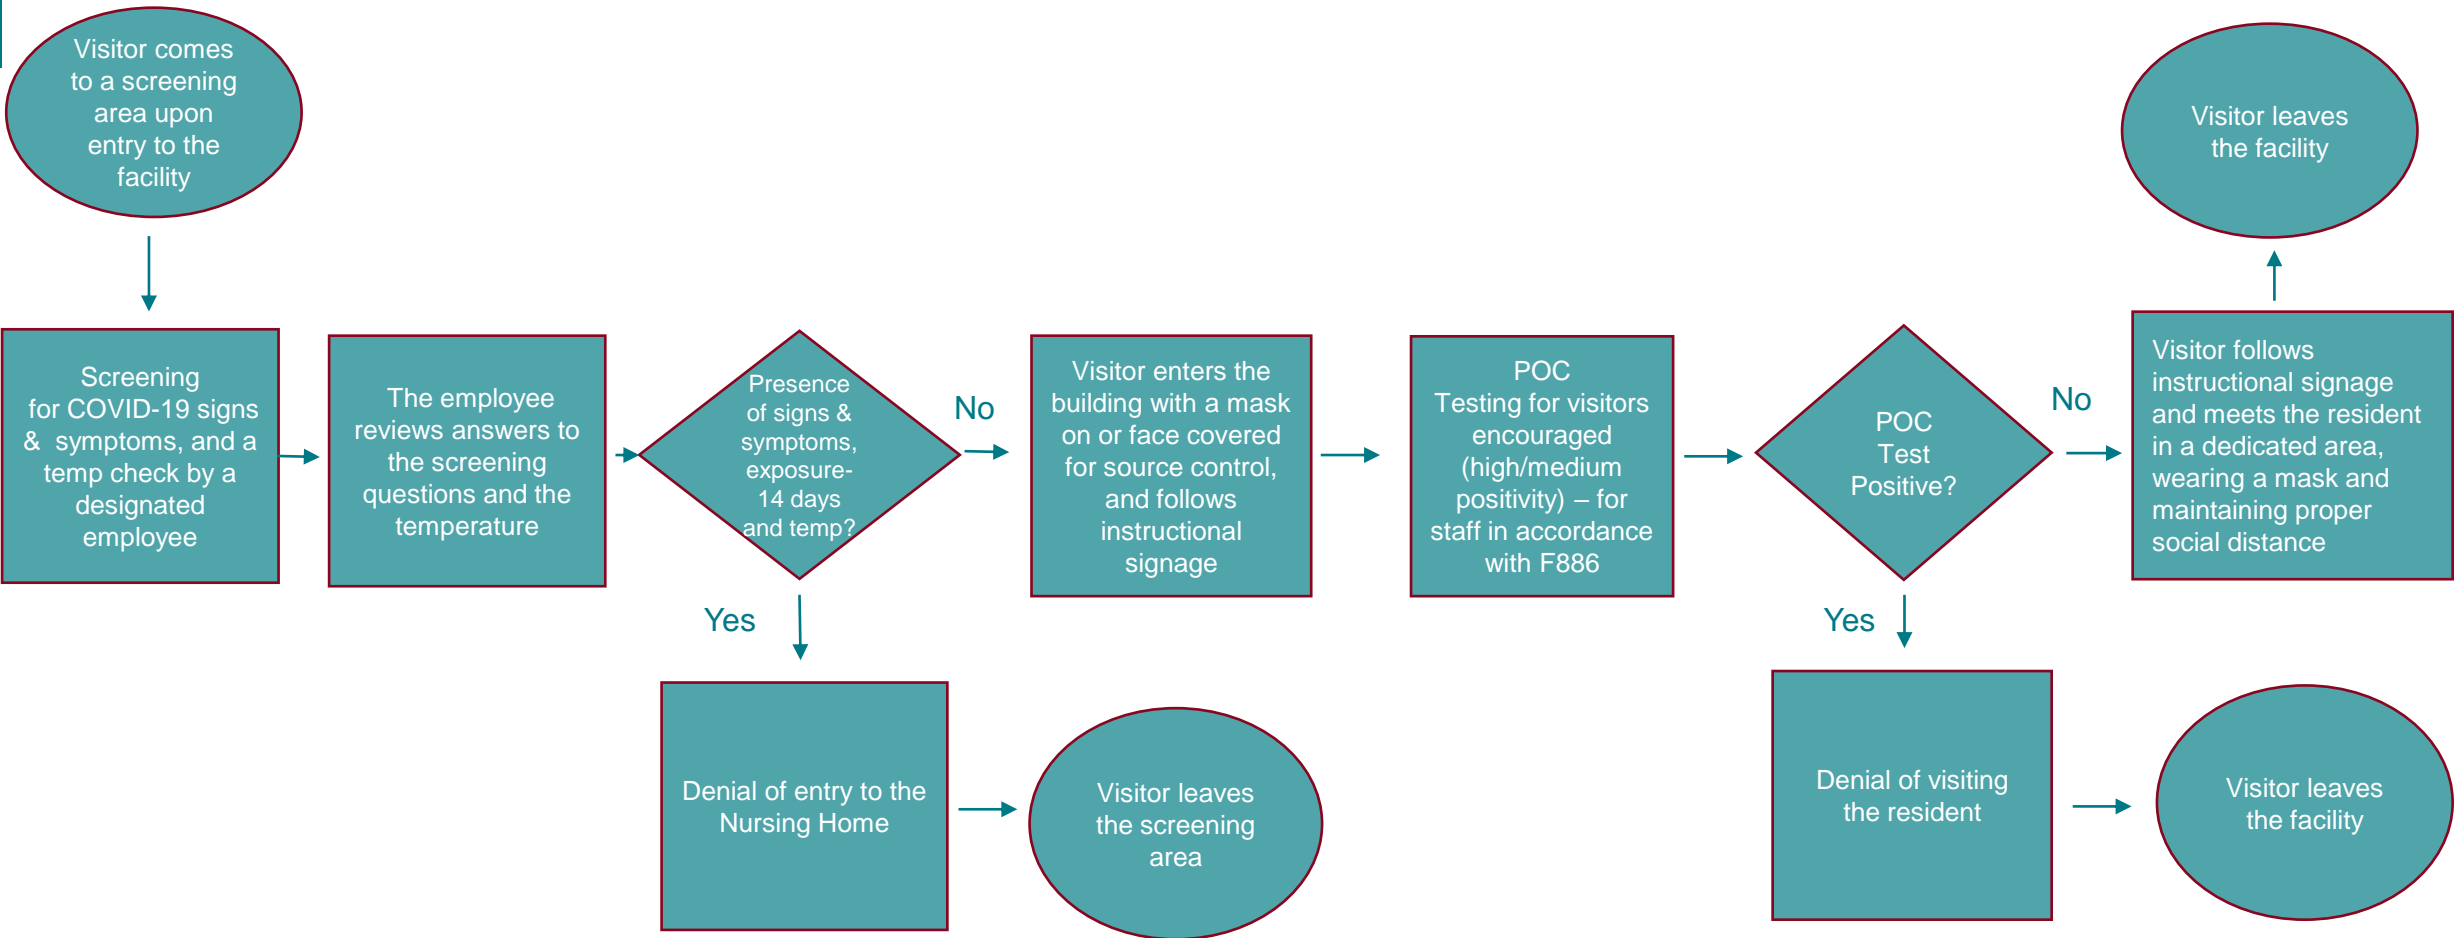 Visitor comes
to a screening
area upon
entry to the
facility
Screening
for COVID-19 signs
& symptoms, and a
temp check by a
designated
employee
The employee
reviews answers to
the screening
questions and the
temperature
Presence
of signs &
symptoms,
exposure-
14 days
and temp?
No
Visitor enters the
building with a mask
on or face covered
for source control,
and follows
instructional
signage
POC
Testing for visitors
encouraged
(high/medium
positivity) – for
staff in accordance
with F886
POC
Test
Positive?
No
Visitor follows
instructional signage
and meets the resident
in a dedicated area,
wearing a mask and
maintaining proper
social distance
Visitor leaves
the facility
Yes
Denial of entry to the
Nursing Home
Visitor leaves
the screening
area
Yes
Denial of visiting
the resident
Visitor leaves
the facility